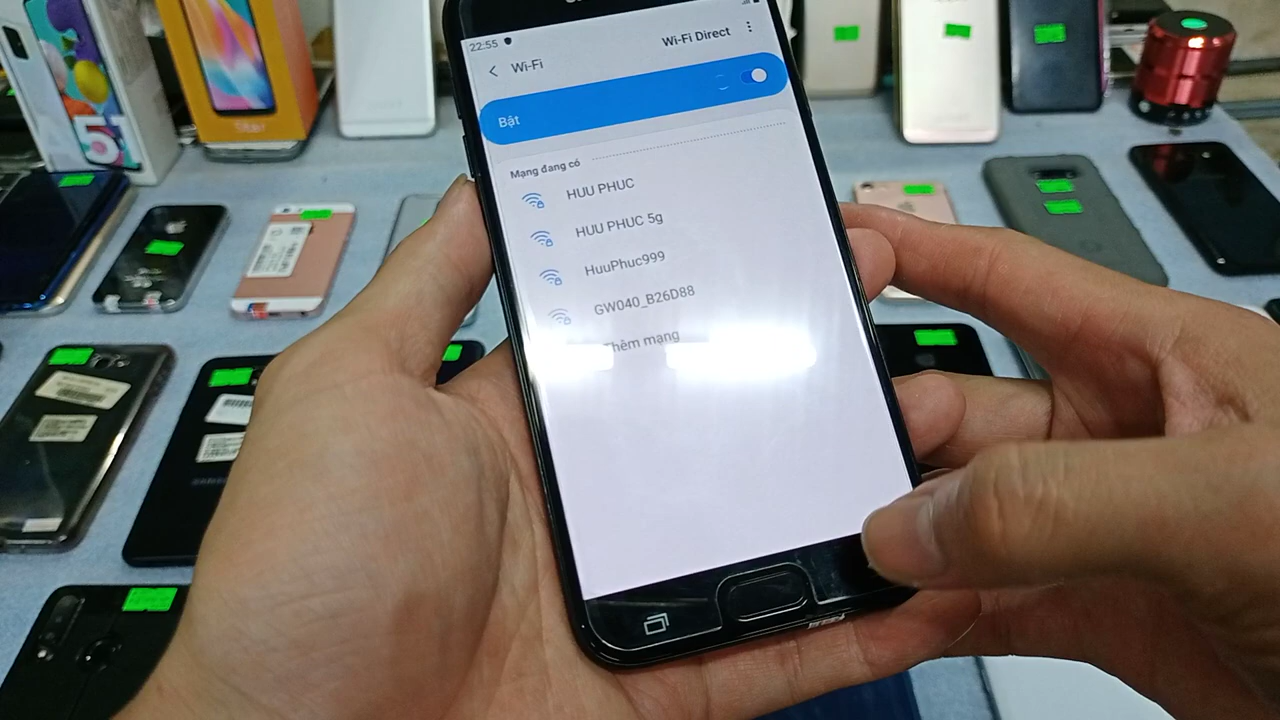 22:55
Wi-Fi Direct
Wi-Fi
Bật
Mạng đang có
HUU PHUC
HUU PHUC 5g
HuuPhuc999
GW040_B26D88
Thêm mạng
Star